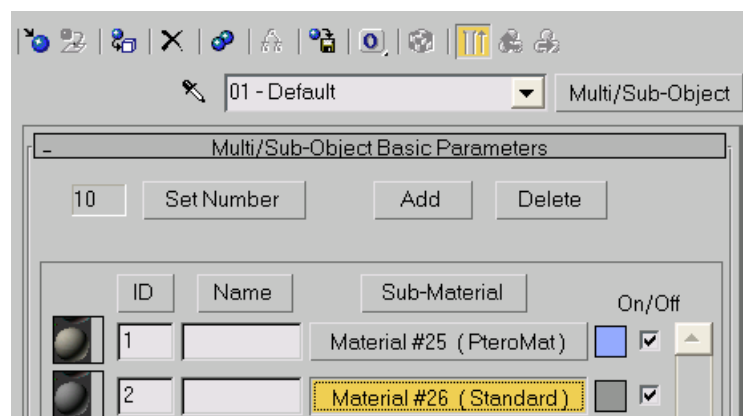 01 - Default Multi/Sub-Object
- Multi/Sub-Object Basic Parameters
10 Set Number Add Delete
ID Name Sub-Material On/Off
1 Material #25 ( PteroMat )
2 Material #26 ( Standard )